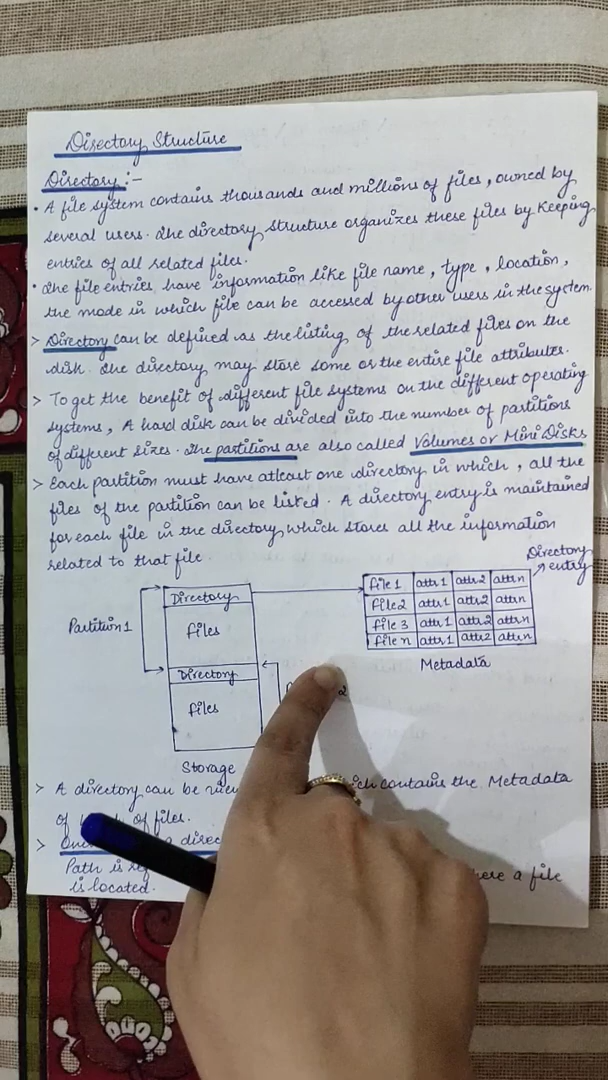 Directory Structure
Directory:-
• A file system contains thousands and millions of files, owned by
several users. The directory structure organizes these files by keeping
entries of all related files.
• The file entries have information like file name, type, location,
the mode in which file can be accessed by other users in the system.
> Directory can be defined as the listing of the related files on the
disk. The directory may store some or the entire file attributes.
> To get the benefit of different file systems on the different operating
systems, A hard disk can be divided into the number of partitions
of different sizes. The partitions are also called Volumes or Mini Disks
> Each partition must have atleast one directory in which, all the
files of the partition can be listed. A directory entry is maintained
for each file in the directory which stores all the information
related to that file.
Directory
entry
Partition 1
Directory
files
Directory
files
Storage
2
file 1 attr 1 attr 2 attrn
file 2 attr 1 attr 2 attrn
file 3 attr 1 attr 2 attrn
file n attr 1 attr 2 attrn
Metadata
> A directory can be contains the Metadata
of of files.
> a
Path is here a file
is located.